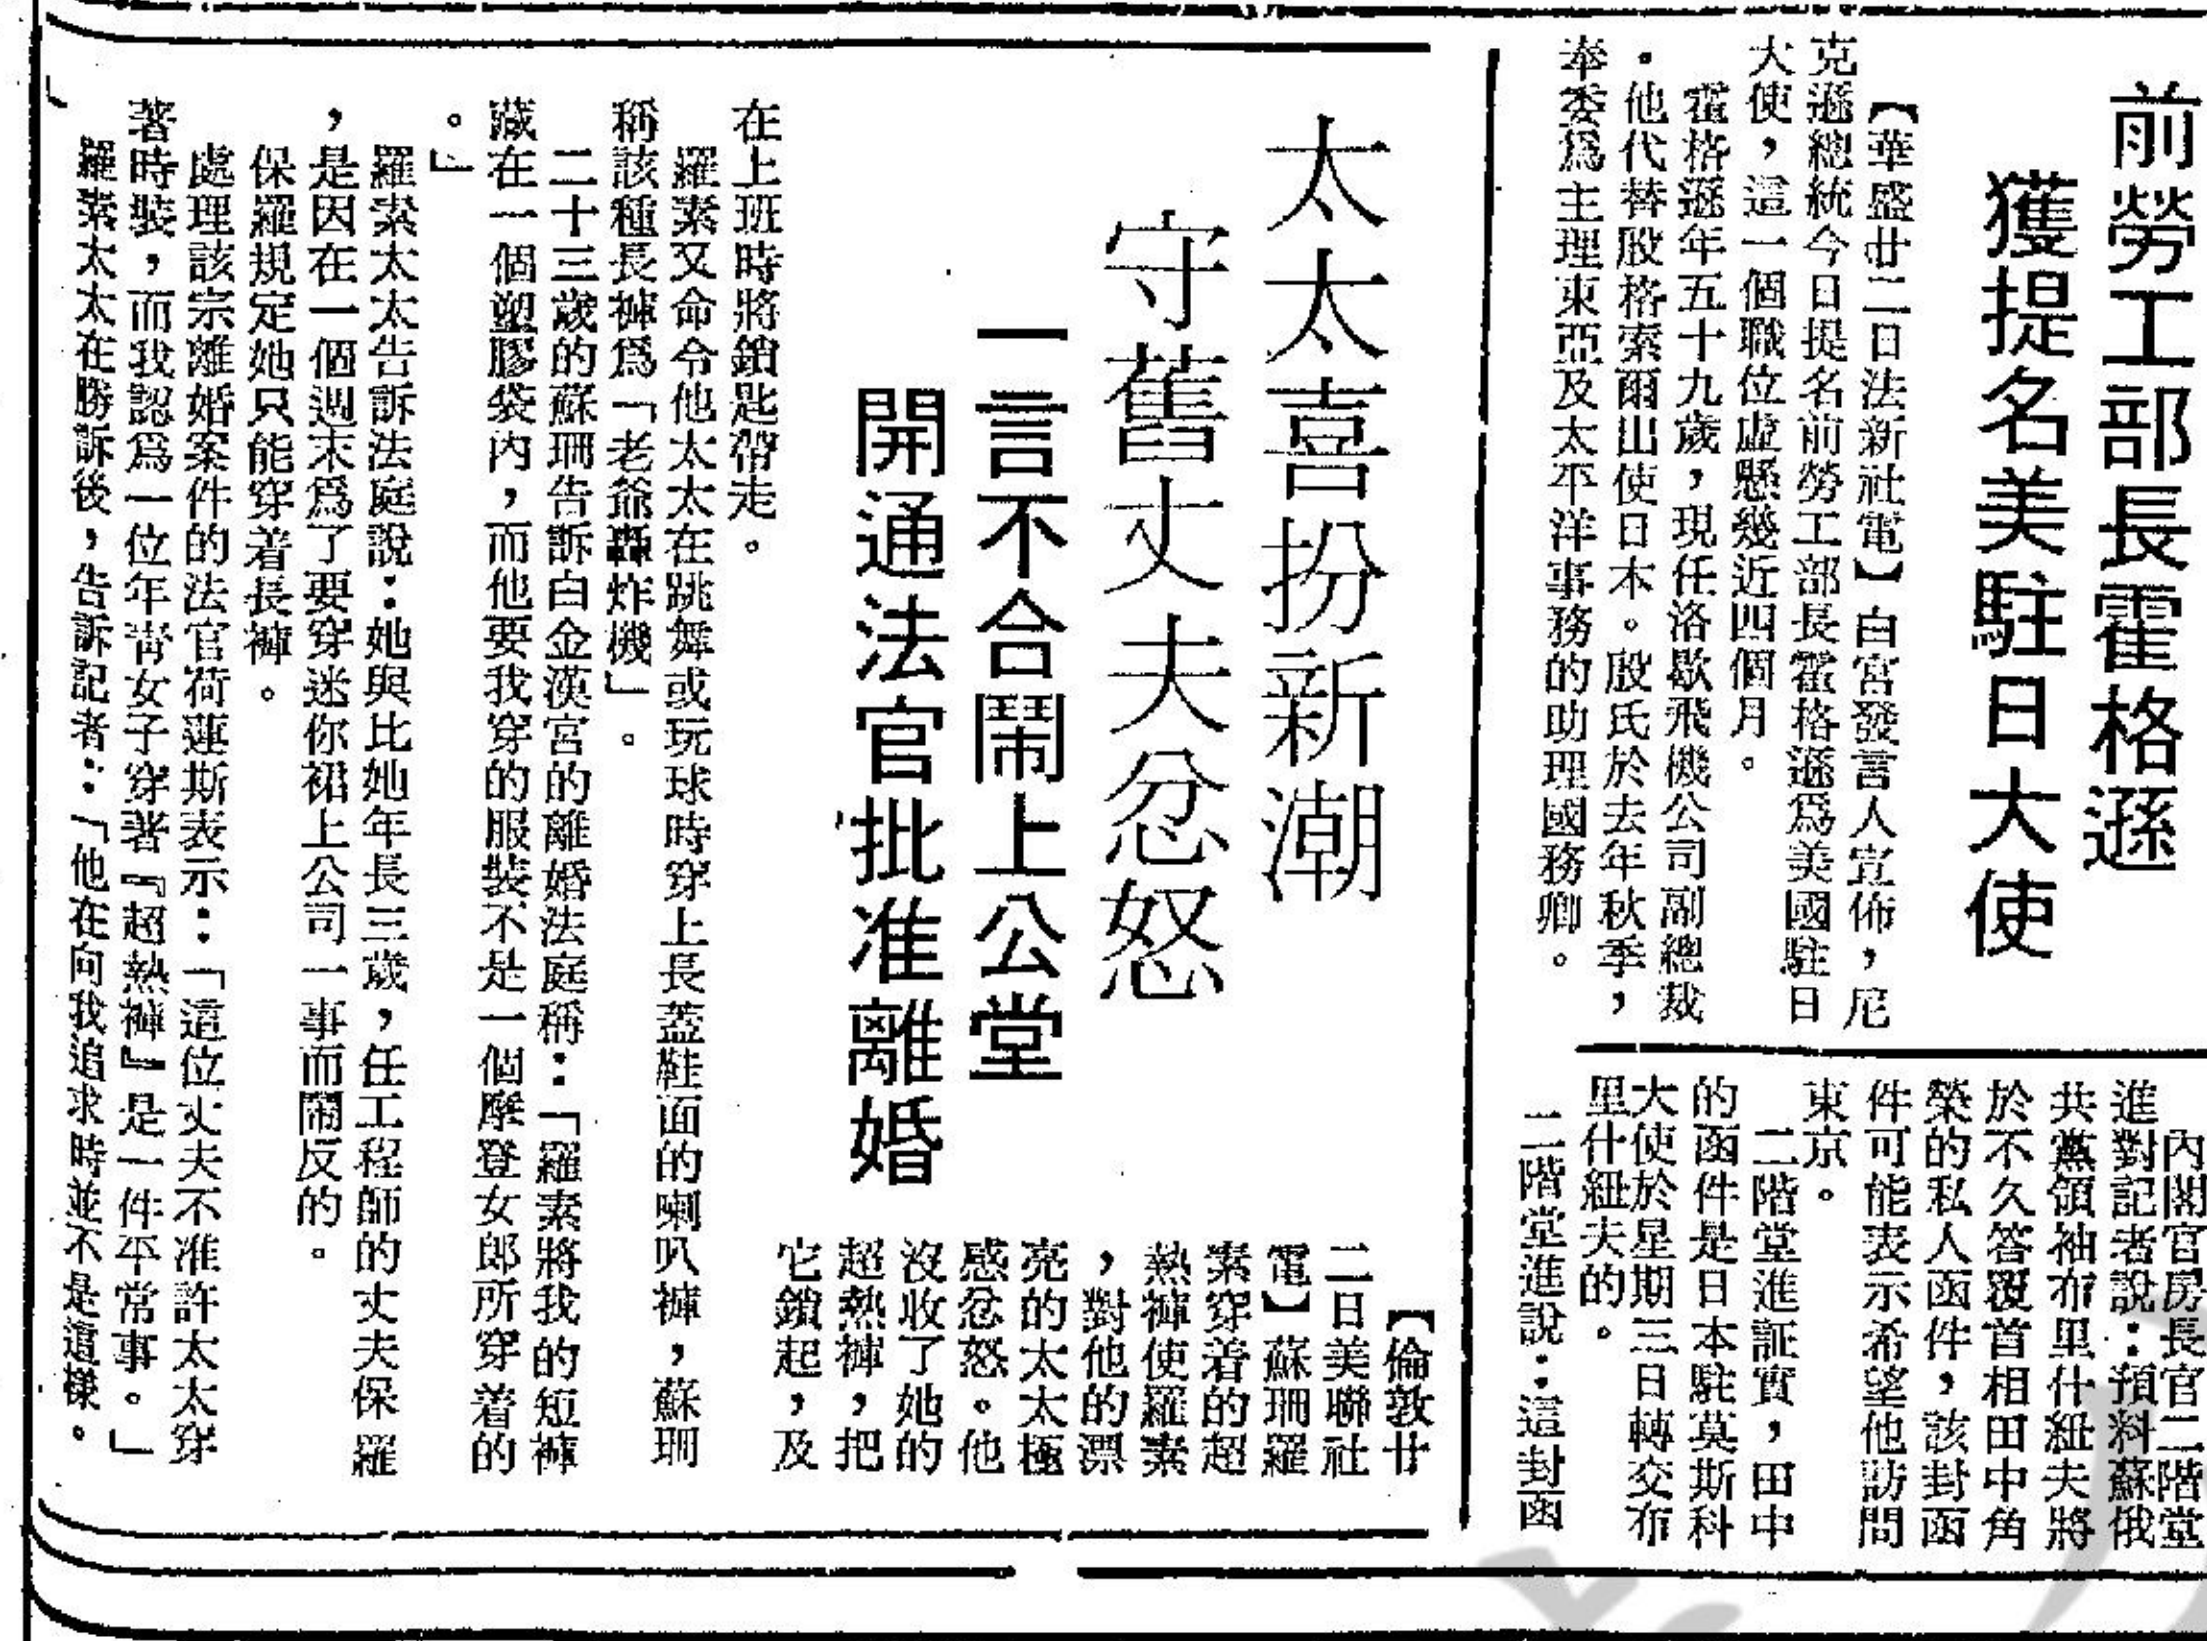 前勞工部長霍格遜
獲提名美駐日大使
【華盛廿二日法新社電】白宮發言人宣佈，尼
克遜總統今日提名前勞工部長霍格遜爲美國駐日
大使，這一個職位虛懸幾近四個月。
霍格遜年五十九歲，現任洛歇飛機公司副總裁
。他代替殷格索爾出使日本。殷氏於去年秋季，
奉委爲主理東亞及太平洋事務的助理國務卿。
內閣官房長官二階堂
進對記者說：預料蘇俄
共黨領袖布里什紐夫將
於不久答覆首相田中角
榮的私人函件，該封函
件可能表示希望他訪問
東京。
二階堂進証實，田中
的函件是日本駐莫斯科
大使於星期三日轉交布
里什紐夫的。
二階堂進說：這封函
太太喜扮新潮
守舊丈夫忿怒
一言不合鬧上公堂
開通法官批准離婚
【倫敦廿
二日美聯社
電】蘇珊羅
素穿着的超
熱褲使羅素
，對他的漂
亮的太太極
感忿怒。他
沒收了她的
超熱褲，把
它鎖起，及
在上班時將鎖匙帶走。
羅素又命令他太太在跳舞或玩球時穿上長蓋鞋面的喇叭褲，蘇珊
稱該種長褲爲「老爺轟炸機」。
二十三歲的蘇珊告訴白金漢宮的離婚法庭稱：「羅素將我的短褲
藏在一個塑膠袋內，而他要我穿的服裝不是一個摩登女郎所穿着的
。」
羅素太太告訴法庭說：她與比她年長三歲，任工程師的丈夫保羅
，是因在一個週末爲了要穿迷你裙上公司一事而鬧反的。
保羅規定她只能穿着長褲。
處理該宗離婚案件的法官荷蓮斯表示：「這位丈夫不准許太太穿
著時裝，而我認爲一位年靑女子穿著『超熱褲』是一件平常事。」
羅素太太在勝訴後，告訴記者：「他在向我追求時並不是這樣。
」